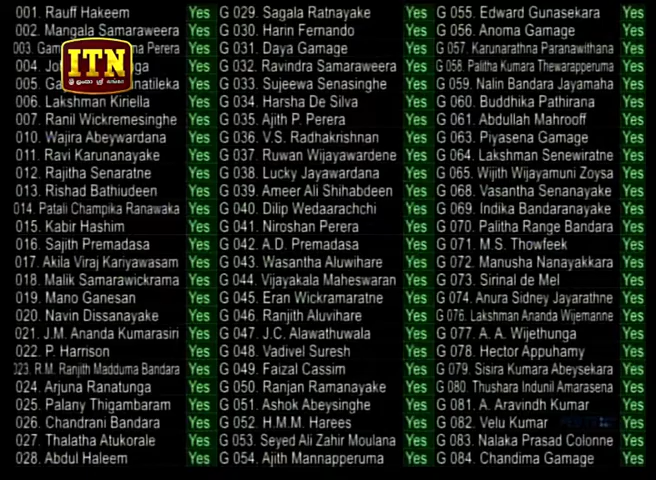 ITN
001. Rauff Hakeem Yes
002. Mangala Samaraweera Yes
003. Perera Yes
004. Yes
005. Yes
006. Lakshman Kiriella Yes
007. Ranil Wickremesinghe Yes
010. Wajira Abeywardana Yes
011. Ravi Karunanayake Yes
012. Rajitha Senaratne Yes
013. Rishad Bathiudeen Yes
014. Patali Champika Ranawaka Yes
015. Kabir Hashim Yes
016. Sajith Premadasa Yes
017. Akila Viraj Kariyawasam Yes
018. Malik Samarawickrama Yes
019. Mano Ganesan Yes
020. Navin Dissanayake Yes
021. J.M. Ananda Kumarasiri Yes
022. P. Harrison Yes
023. R.M. Ranjith Madduma Bandara Yes
024. Arjuna Ranatunga Yes
025. Palany Thigambaram Yes
026. Chandrani Bandara Yes
027. Thalatha Atukorale Yes
028. Abdul Haleem Yes
G 029. Sagala Ratnayake Yes
G 030. Harin Fernando Yes
G 031. Daya Gamage Yes
G 032. Ravindra Samaraweera Yes
G 033. Sujeewa Senasinghe Yes
G 034. Harsha De Silva Yes
G 035. Ajith P. Perera Yes
G 036. V.S. Radhakrishnan Yes
G 037. Ruwan Wijayawardene Yes
G 038. Lucky Jayawardana Yes
G 039. Ameer Ali Shihabdeen Yes
G 040. Dilip Wedaarachchi Yes
G 041. Niroshan Perera Yes
G 042. A.D. Premadasa Yes
G 043. Wasantha Aluwihare Yes
G 044. Vijayakala Maheswaran Yes
G 045. Eran Wickramaratne Yes
G 046. Ranjith Aluvihare Yes
G 047. J.C. Alawathuwala Yes
G 048. Vadivel Suresh Yes
G 049. Faizal Cassim Yes
G 050. Ranjan Ramanayake Yes
G 051. Ashok Abeysinghe Yes
G 052. H.M.M. Harees Yes
G 053. Seyed Ali Zahir Moulana Yes
G 054. Ajith Mannapperuma Yes
G 055. Edward Gunasekara Yes
G 056. Anoma Gamage Yes
G 057. Karunarathna Paranawithana Yes
G 058. Palitha Kumara Thewarapperuma Yes
G 059. Nalin Bandara Jayamaha Yes
G 060. Buddhika Pathirana Yes
G 061. Abdullah Mahrooff Yes
G 063. Piyasena Gamage Yes
G 064. Lakshman Senewiratne Yes
G 065. Wijith Wijayamuni Zoysa Yes
G 068. Vasantha Senanayake Yes
G 069. Indika Bandaranayake Yes
G 070. Palitha Range Bandara Yes
G 071. M.S. Thowfeek Yes
G 072. Manusha Nanayakkara Yes
G 073. Sirinal de Mel Yes
G 074. Anura Sidney Jayarathne Yes
G 076. Lakshman Ananda Wijemanne Yes
G 077. A. A. Wijethunga Yes
G 078. Hector Appuhamy Yes
G 079. Sisira Kumara Abeysekara Yes
G 080. Thushara Indunil Amarasena Yes
G 081. A. Aravindh Kumar Yes
G 082. Velu Kumar Yes
G 083. Nalaka Prasad Colonne Yes
G 084. Chandima Gamage Yes